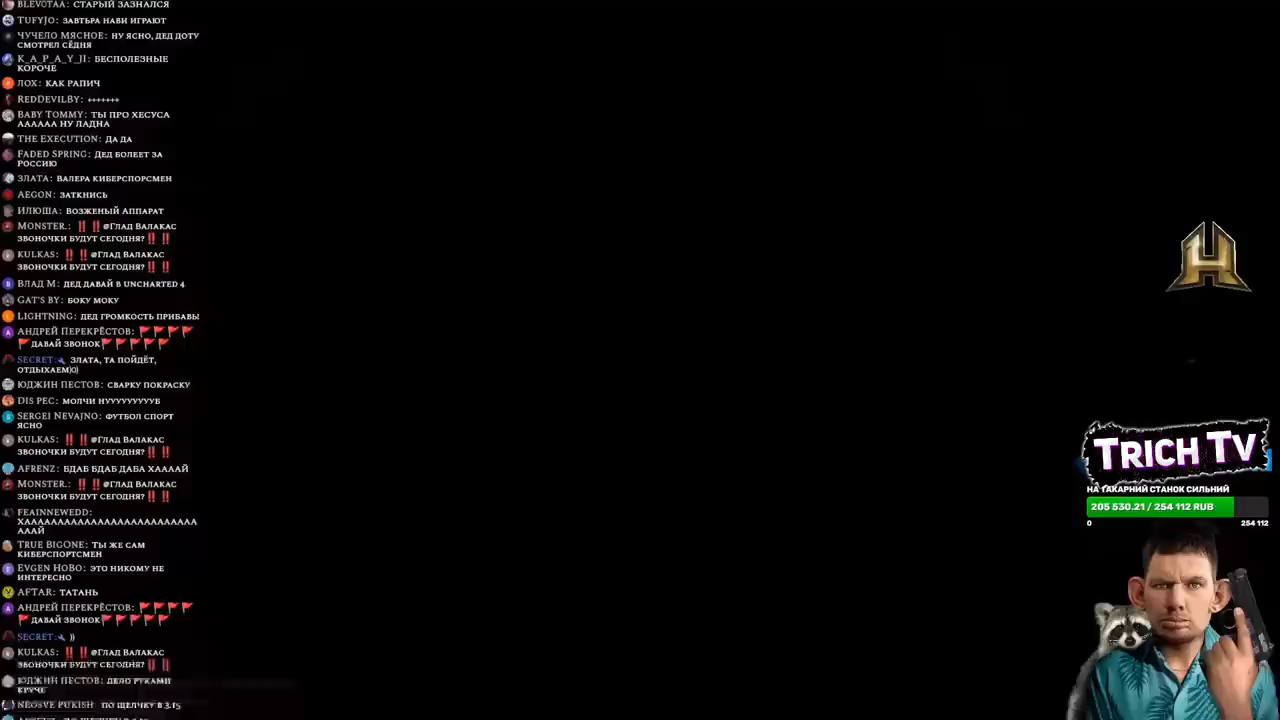 BLEVOTAA: СТАРЫЙ ЗАЗНАЛСЯ
TUFYJO: ЗАВТЬРА НАВИ ИГРАЮТ
ЧУЧЕЛО МЯСНОЕ: НУ ЯСНО, ДЕД ДОТУ
СМОТРЕЛ СЁДНЯ
K_A_P_A_Y_JI: БЕСПОЛЕЗНЫЕ
КОРОЧЕ
ЛОХ: КАК РАПИЧ
REDDEVILBY: +++++++
BABY TOMMY: ТЫ ПРО ХЕСУСА
АААААА НУ ЛАДНА
THE EXECUTION: ДА ДА
FADED SPRING: ДЕД БОЛЕЕТ ЗА
РОССИЮ
ЗЛАТА: ВАЛЕРА КИБЕРСПОРСМЕН
AEGON: ЗАТКНИСЬ
ИЛЮША: ВОЗЖЕНЫЙ АППАРАТ
MONSTER.: ‼️ ‼️@ГЛАД ВАЛАКАС
ЗВОНОЧКИ БУДУТ СЕГОДНЯ?‼️ ‼️
KULKAS: ‼️ ‼️@ГЛАД ВАЛАКАС
ЗВОНОЧКИ БУДУТ СЕГОДНЯ?‼️ ‼️
ВЛАД М: ДЕД ДАВАЙ В UNCHARTED 4
GAT'S BY: БОКУ МОКУ
LIGHTNING: ДЕД ГРОМКОСТЬ ПРИБАВЬ!
АНДРЕЙ ПЕРЕКРЁСТОВ: 🚩🚩🚩🚩
🚩ДАВАЙ ЗВОНОК🚩🚩🚩🚩🚩
SECRET: ЗЛАТА, ТА ПОЙДЁТ,
ОТДЫХАЕМ)0)
ЮДЖИН ПЕСТОВ: СВАРКУ ПОКРАСКУ
DIS PEC: МОЛЧИ НУУУУУУУУУБ
SERGEI NEVAJNO: ФУТБОЛ СПОРТ
ЯСНО
KULKAS: ‼️ ‼️@ГЛАД ВАЛАКАС
ЗВОНОЧКИ БУДУТ СЕГОДНЯ?‼️ ‼️
AFRENZ: БДАБ БДАБ ДАБА ХААААЙ
MONSTER.: ‼️ ‼️@ГЛАД ВАЛАКАС
ЗВОНОЧКИ БУДУТ СЕГОДНЯ?‼️ ‼️
FEAINNEWEDD:
ХАААААААААААААААААААААААА
АААЙ
TRUE BIGONE: ТЫ ЖЕ САМ
КИБЕРСПОРТСМЕН
EVGEN HOBO: ЭТО НИКОМУ НЕ
ИНТЕРЕСНО
AFTAR: ТАТАНЬ
АНДРЕЙ ПЕРЕКРЁСТОВ: 🚩🚩🚩🚩
🚩ДАВАЙ ЗВОНОК🚩🚩🚩🚩🚩
SECRET: ))
KULKAS: ‼️ ‼️@ГЛАД ВАЛАКАС
ЗВОНОЧКИ БУДУТ СЕГОДНЯ?‼️ ‼️
ЮДЖИН ПЕСТОВ: ДЕЛО РУКАМИ
КРУЧЕ
NEOSVE PUKISH: ПО ЩЕЛЧКУ В 3.15
TRICH TV
НА ТАКАРНИЙ СТАНОК СИЛЬНИЙ
205 530.21 / 254 112 RUB
0
254 112